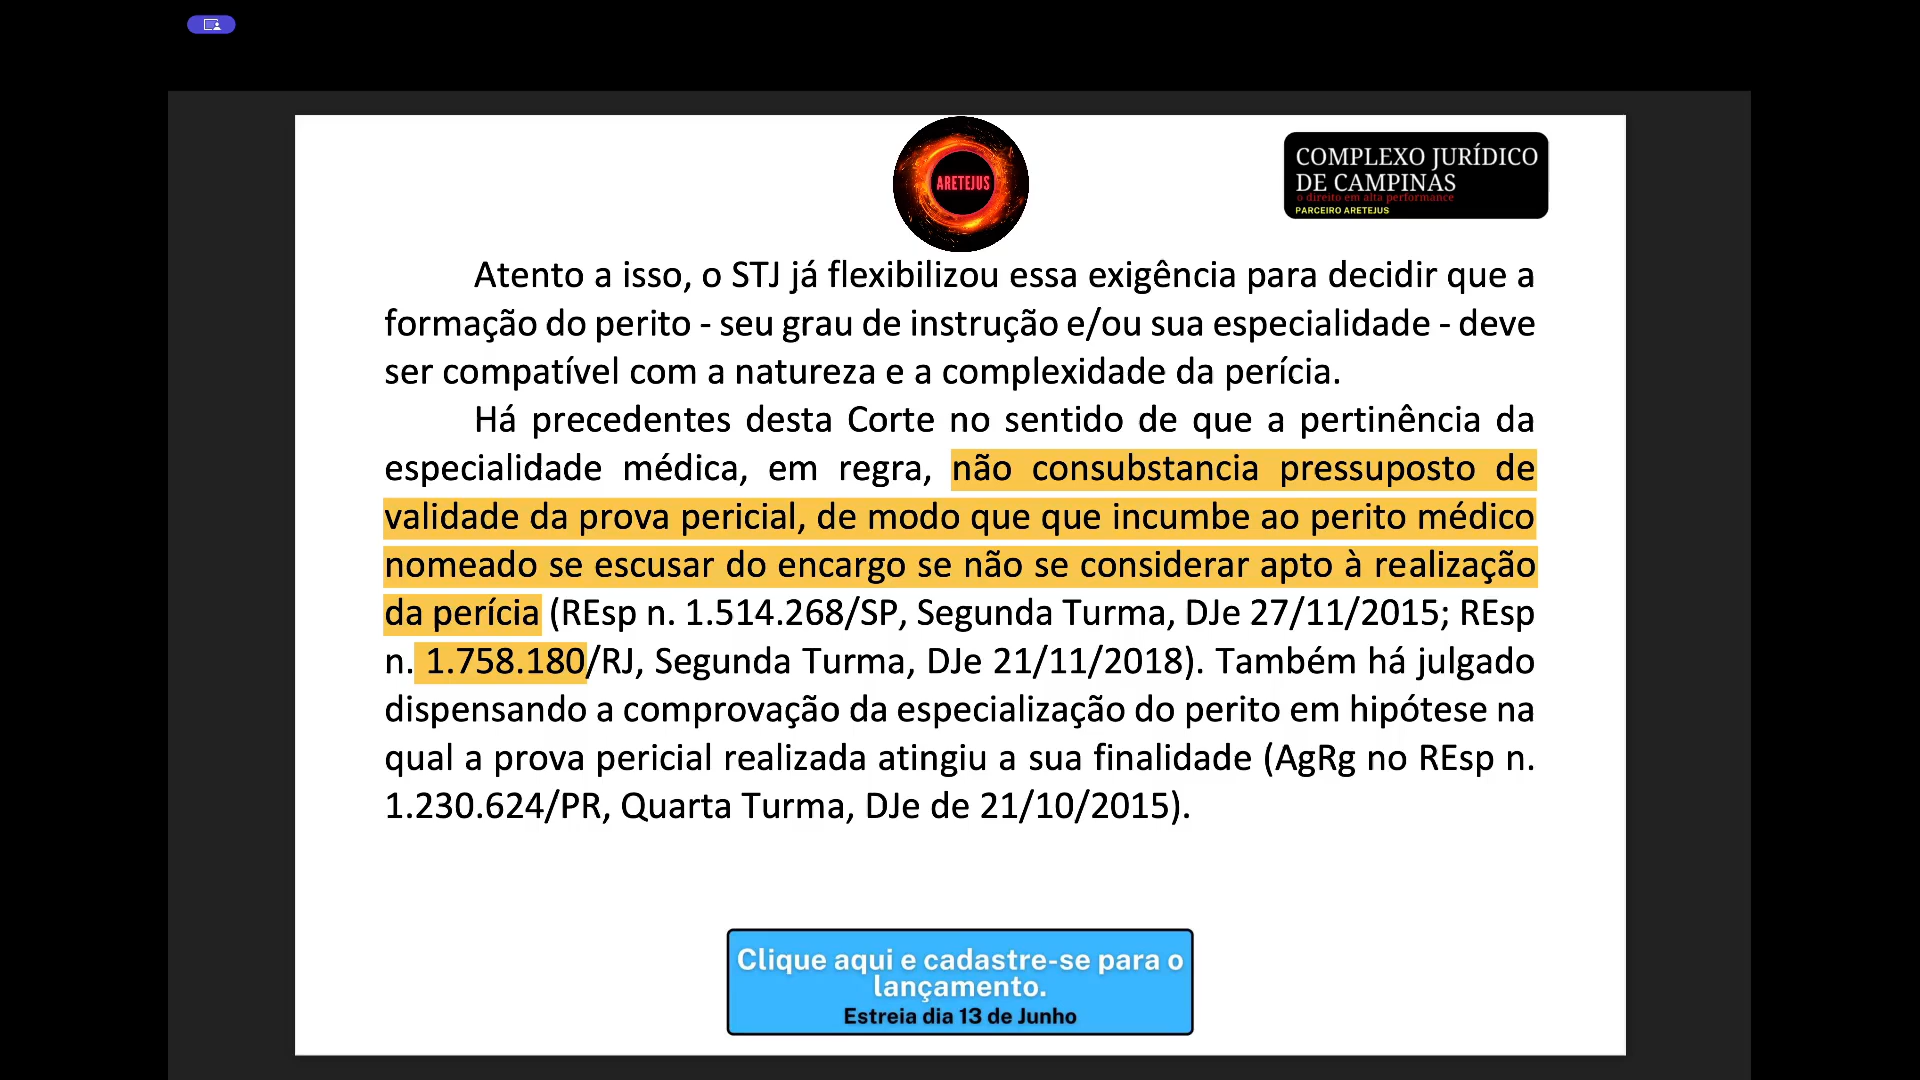 ARETEJUS
COMPLEXO JURÍDICO
DE CAMPINAS
o direito em alta performance
PARCEIRO ARETEJUS
Atento a isso, o STJ já flexibilizou essa exigência para decidir que a
formação do perito - seu grau de instrução e/ou sua especialidade - deve
ser compatível com a natureza e a complexidade da perícia.
Há precedentes desta Corte no sentido de que a pertinência da
especialidade médica, em regra, não consubstancia pressuposto de
validade da prova pericial, de modo que que incumbe ao perito médico
nomeado se escusar do encargo se não se considerar apto à realização
da perícia (REsp n. 1.514.268/SP, Segunda Turma, DJe 27/11/2015; REsp
n. 1.758.180/RJ, Segunda Turma, DJe 21/11/2018). Também há julgado
dispensando a comprovação da especialização do perito em hipótese na
qual a prova pericial realizada atingiu a sua finalidade (AgRg no REsp n.
1.230.624/PR, Quarta Turma, DJe de 21/10/2015).
Clique aqui e cadastre-se para o
lançamento.
Estreia dia 13 de Junho